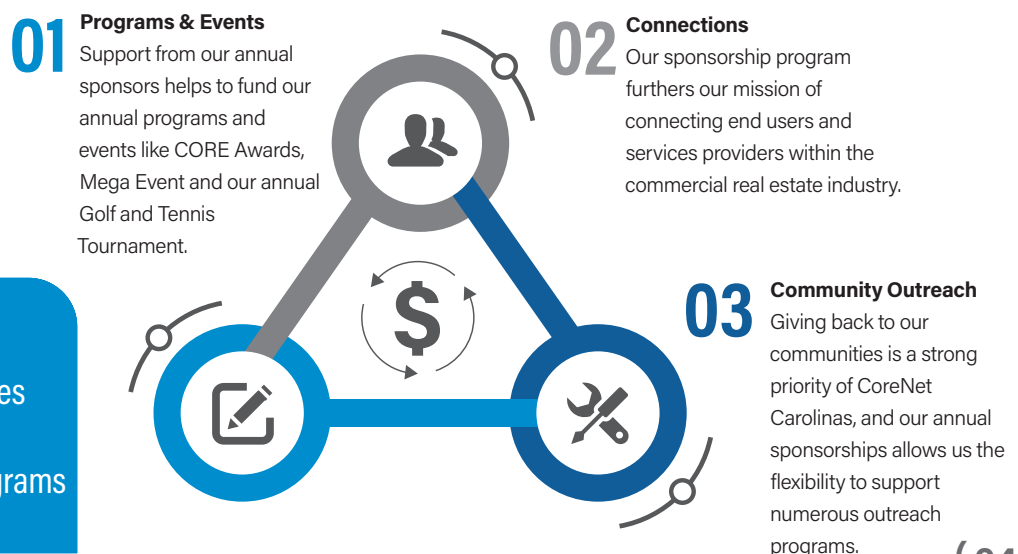 01
Programs & Events
Support from our annual
sponsors helps to fund our
annual programs and
events like CORE Awards,
Mega Event and our annual
Golf and Tennis
Tournament.
02
Connections
Our sponsorship program
furthers our mission of
connecting end users and
services providers within the
commercial real estate industry.
$
03
Community Outreach
Giving back to our
communities is a strong
priority of CoreNet
Carolinas, and our annual
sponsorships allows us the
flexibility to support
numerous outreach
programs.